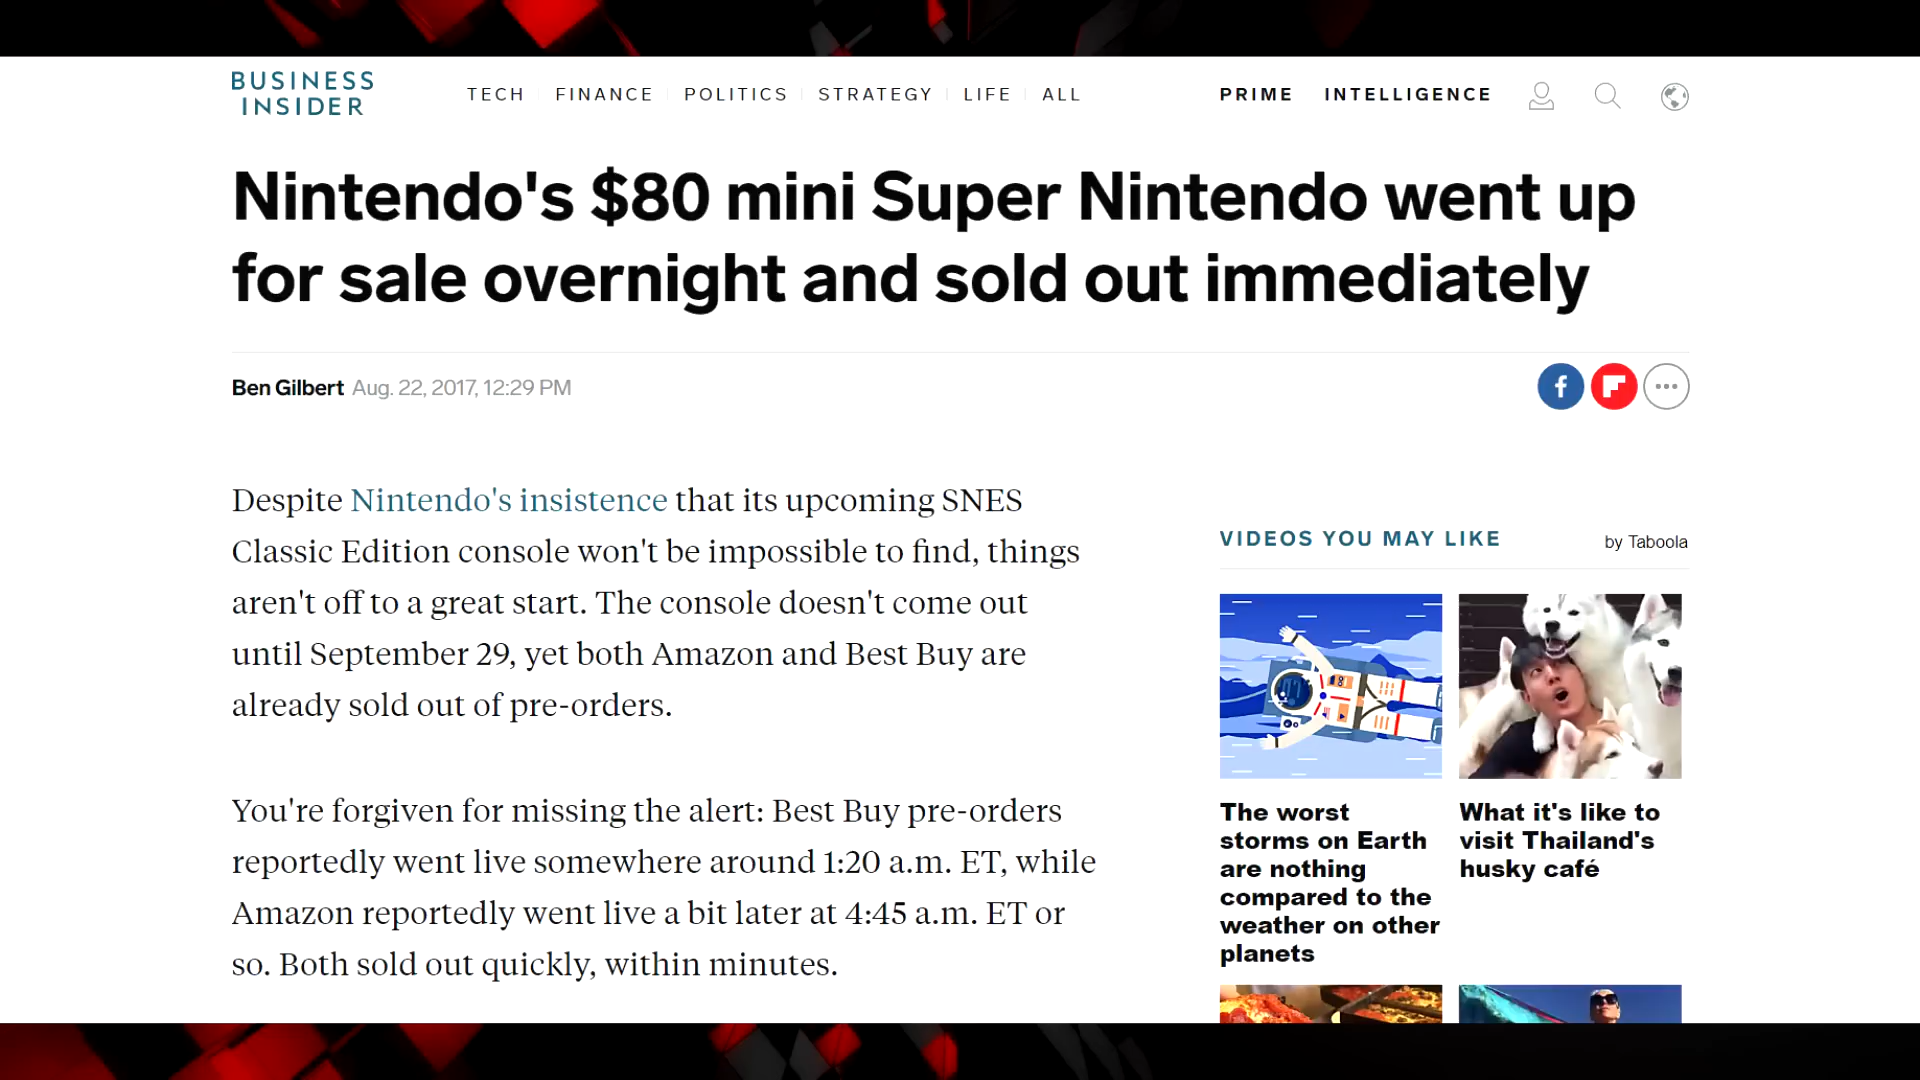 BUSINESS
INSIDER
TECH
FINANCE
POLITICS
STRATEGY
LIFE
ALL
PRIME
INTELLIGENCE
Nintendo's $80 mini Super Nintendo went up
for sale overnight and sold out immediately
Ben Gilbert Aug. 22, 2017, 12:29 PM
f
Despite Nintendo's insistence that its upcoming SNES
Classic Edition console won't be impossible to find, things
aren't off to a great start. The console doesn't come out
until September 29, yet both Amazon and Best Buy are
already sold out of pre-orders.
You're forgiven for missing the alert: Best Buy pre-orders
reportedly went live somewhere around 1:20 a.m. ET, while
Amazon reportedly went live a bit later at 4:45 a.m. ET or
so. Both sold out quickly, within minutes.
VIDEOS YOU MAY LIKE
by Taboola
The worst
storms on Earth
are nothing
compared to the
weather on other
planets
What it's like to
visit Thailand's
husky café